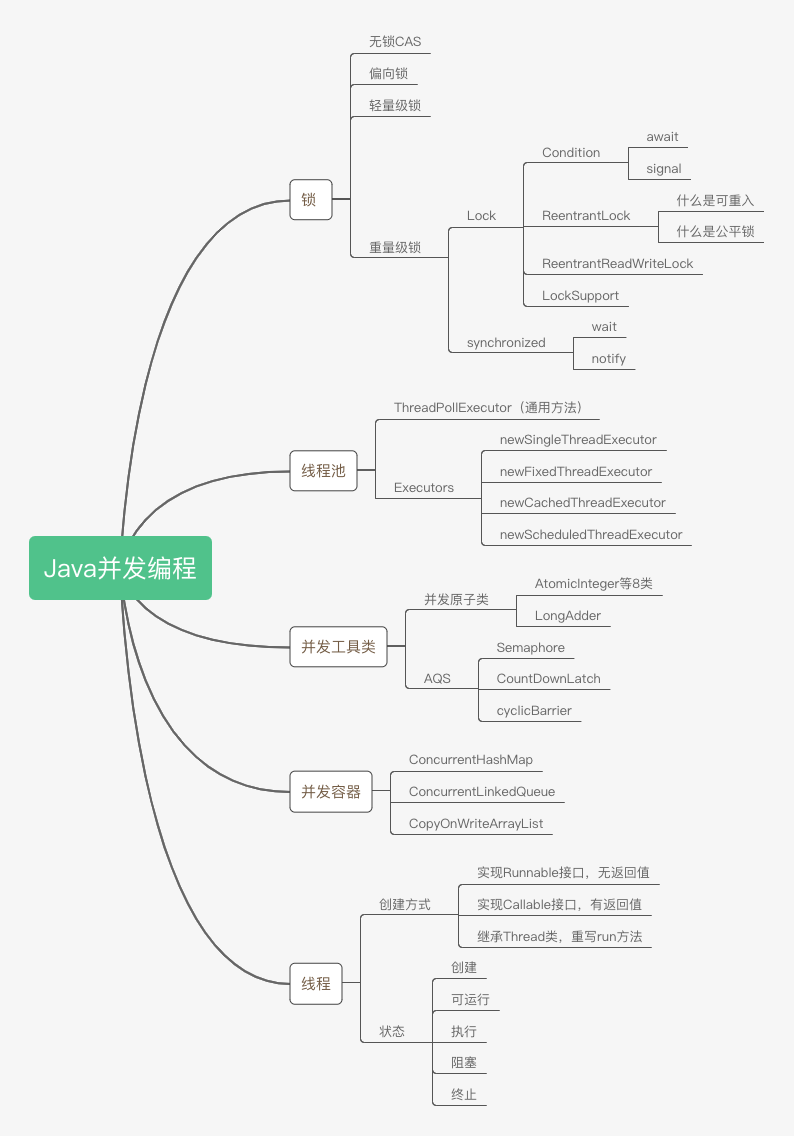 无锁CAS
偏向锁
轻量级锁
await
Condition
signal
锁
什么是可重入
Lock
ReentrantLock
什么是公平锁
重量级锁
ReentrantReadWriteLock
LockSupport
wait
synchronized
notify
ThreadPollExecutor（通用方法）
newSingleThreadExecutor
线程池
newFixedThreadExecutor
Executors
newCachedThreadExecutor
newScheduledThreadExecutor
Java并发编程
AtomicInteger等8类
并发原子类
LongAdder
并发工具类
Semaphore
AQS
CountDownLatch
cyclicBarrier
ConcurrentHashMap
并发容器
ConcurrentLinkedQueue
CopyOnWriteArrayList
实现Runnable接口，无返回值
创建方式
实现Callable接口，有返回值
继承Thread类，重写run方法
线程
创建
可运行
状态
执行
阻塞
终止